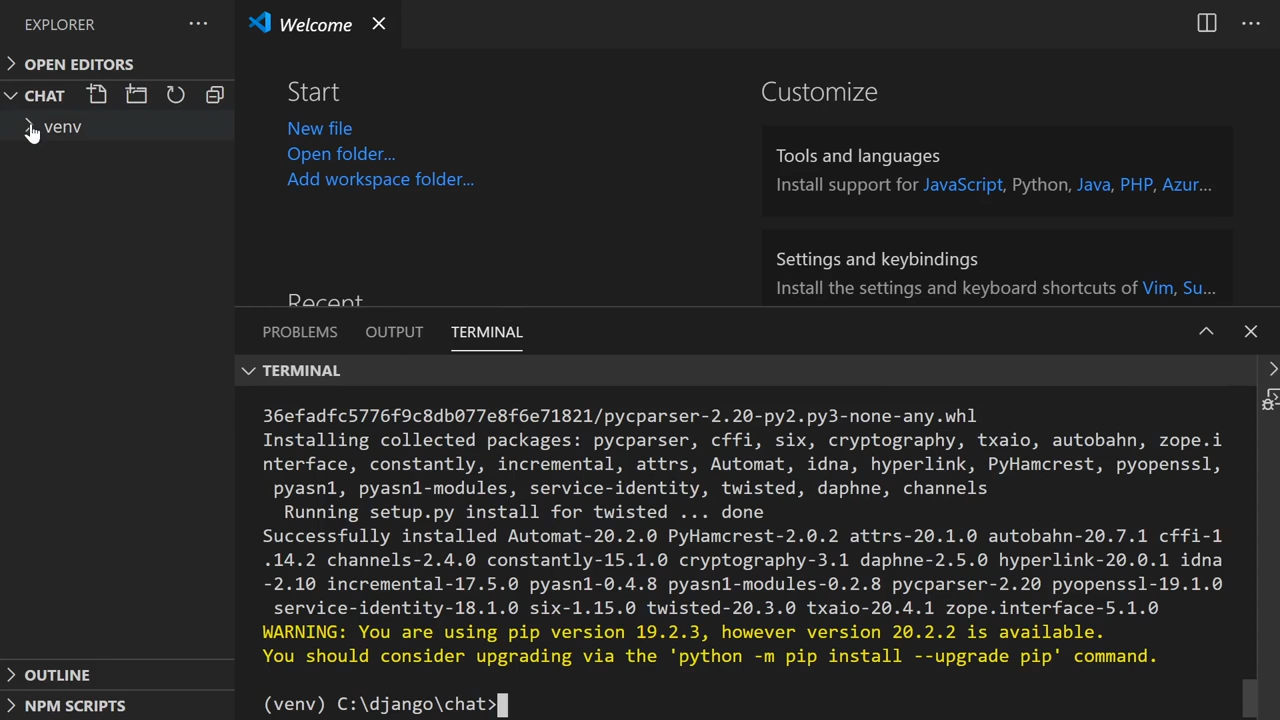 EXPLORER
Welcome
OPEN EDITORS
CHAT
venv
OUTLINE
NPM SCRIPTS
Start
New file
Open folder...
Add workspace folder...
Recent
Customize
Tools and languages
Install support for JavaScript, Python, Java, PHP, Azur...
Settings and keybindings
Install the settings and keyboard shortcuts of Vim, Su...
PROBLEMS OUTPUT TERMINAL
TERMINAL
36efadfc5776f9c8db077e8f6e71821/pycparser-2.20-py2.py3-none-any.whl
Installing collected packages: pycparser, cffi, six, cryptography, txaio, autobahn, zope.i
nterface, constantly, incremental, attrs, Automat, idna, hyperlink, PyHamcrest, pyopenssl,
pyasn1, pyasn1-modules, service-identity, twisted, daphne, channels
Running setup.py install for twisted ... done
Successfully installed Automat-20.2.0 PyHamcrest-2.0.2 attrs-20.1.0 autobahn-20.7.1 cffi-1
.14.2 channels-2.4.0 constantly-15.1.0 cryptography-3.1 daphne-2.5.0 hyperlink-20.0.1 idna
-2.10 incremental-17.5.0 pyasn1-0.4.8 pyasn1-modules-0.2.8 pycparser-2.20 pyopenssl-19.1.0
service-identity-18.1.0 six-1.15.0 twisted-20.3.0 txaio-20.4.1 zope.interface-5.1.0
WARNING: You are using pip version 19.2.3, however version 20.2.2 is available.
You should consider upgrading via the 'python -m pip install --upgrade pip' command.
(venv) C:\django\chat>